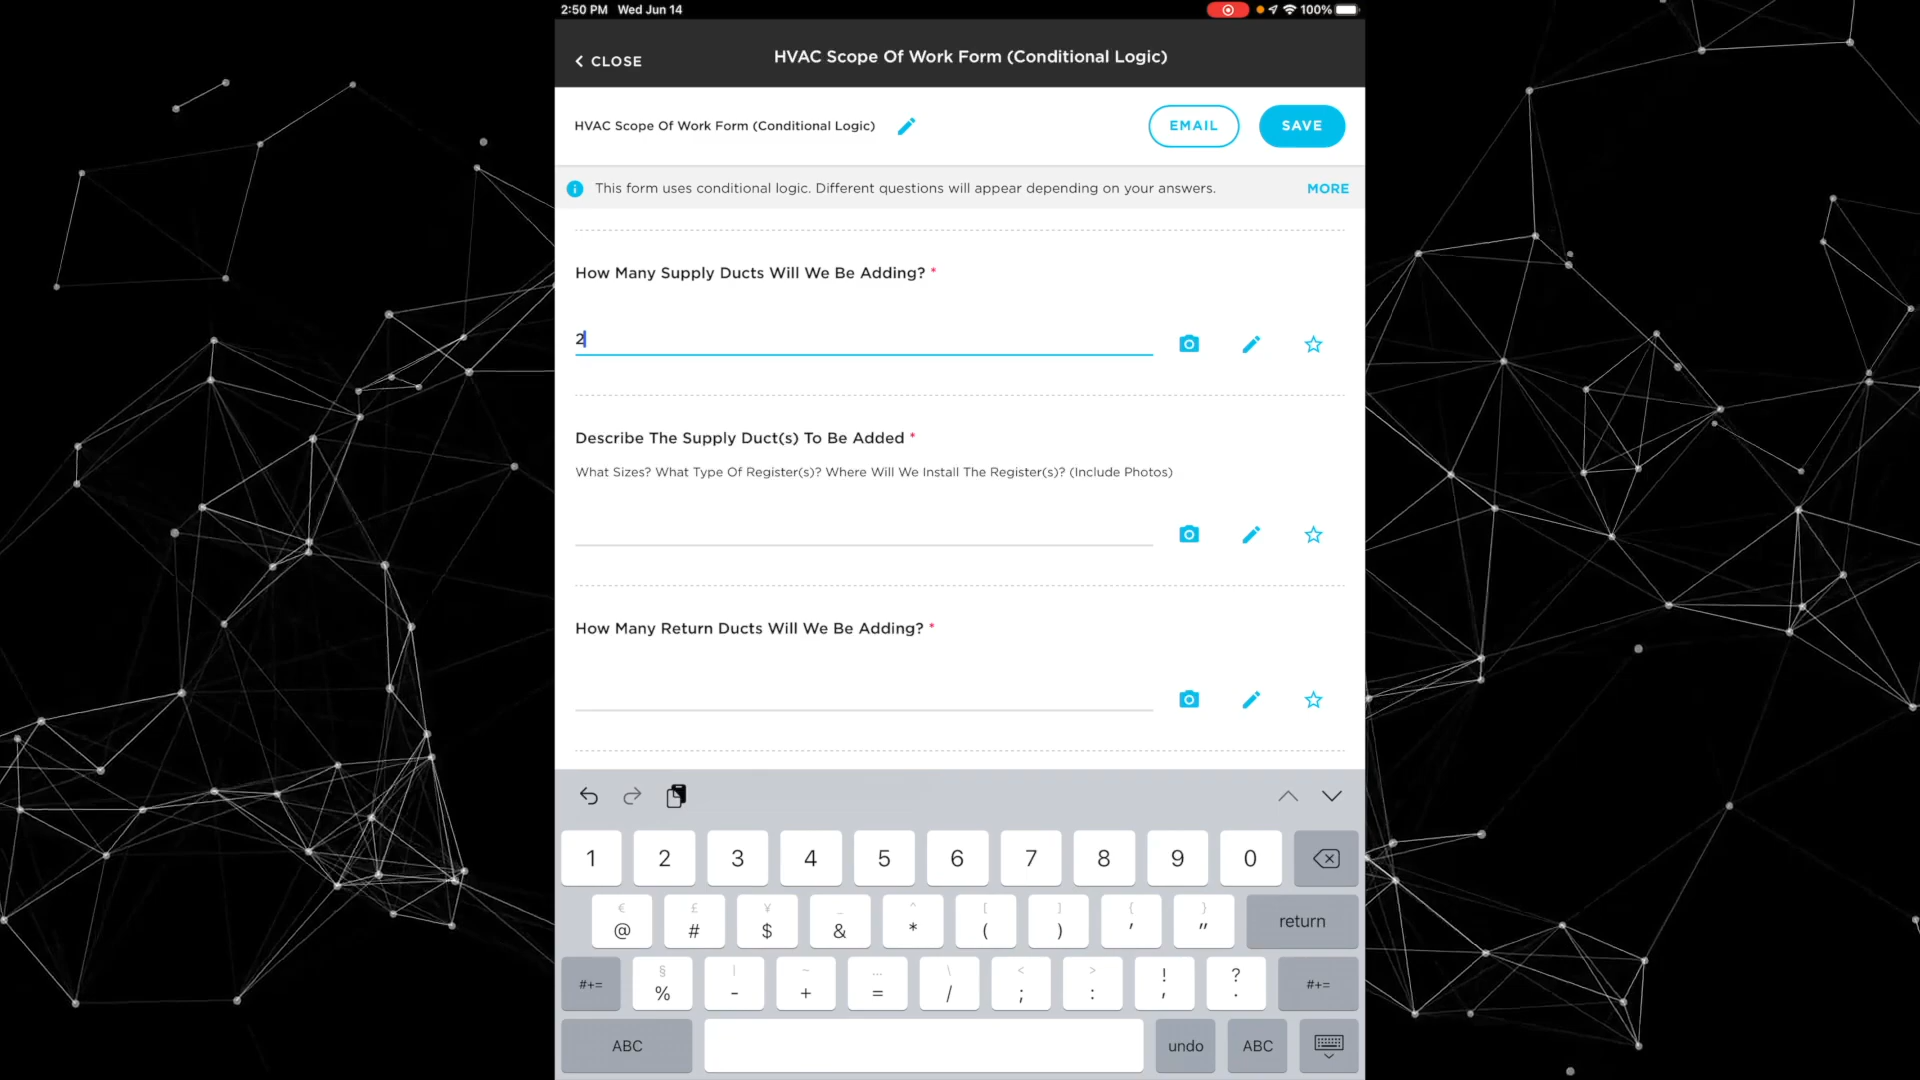 2:50 PM Wed Jun 14
100%
CLOSE
HVAC Scope Of Work Form (Conditional Logic)
HVAC Scope Of Work Form (Conditional Logic)
EMAIL
SAVE
This form uses conditional logic. Different questions will appear depending on your answers.
MORE
How Many Supply Ducts Will We Be Adding? *
2
Describe The Supply Duct(s) To Be Added *
What Sizes? What Type Of Register(s)? Where Will We Install The Register(s)? (Include Photos)
How Many Return Ducts Will We Be Adding? *
1 2 3 4 5 6 7 8 9 0
€ £ ¥ _ ^ [ ] { }
@ # $ & * ( ) ' " return
§ | ~ … \ < > ! ?
#+= % - + = / ; : , . #+=
ABC undo ABC